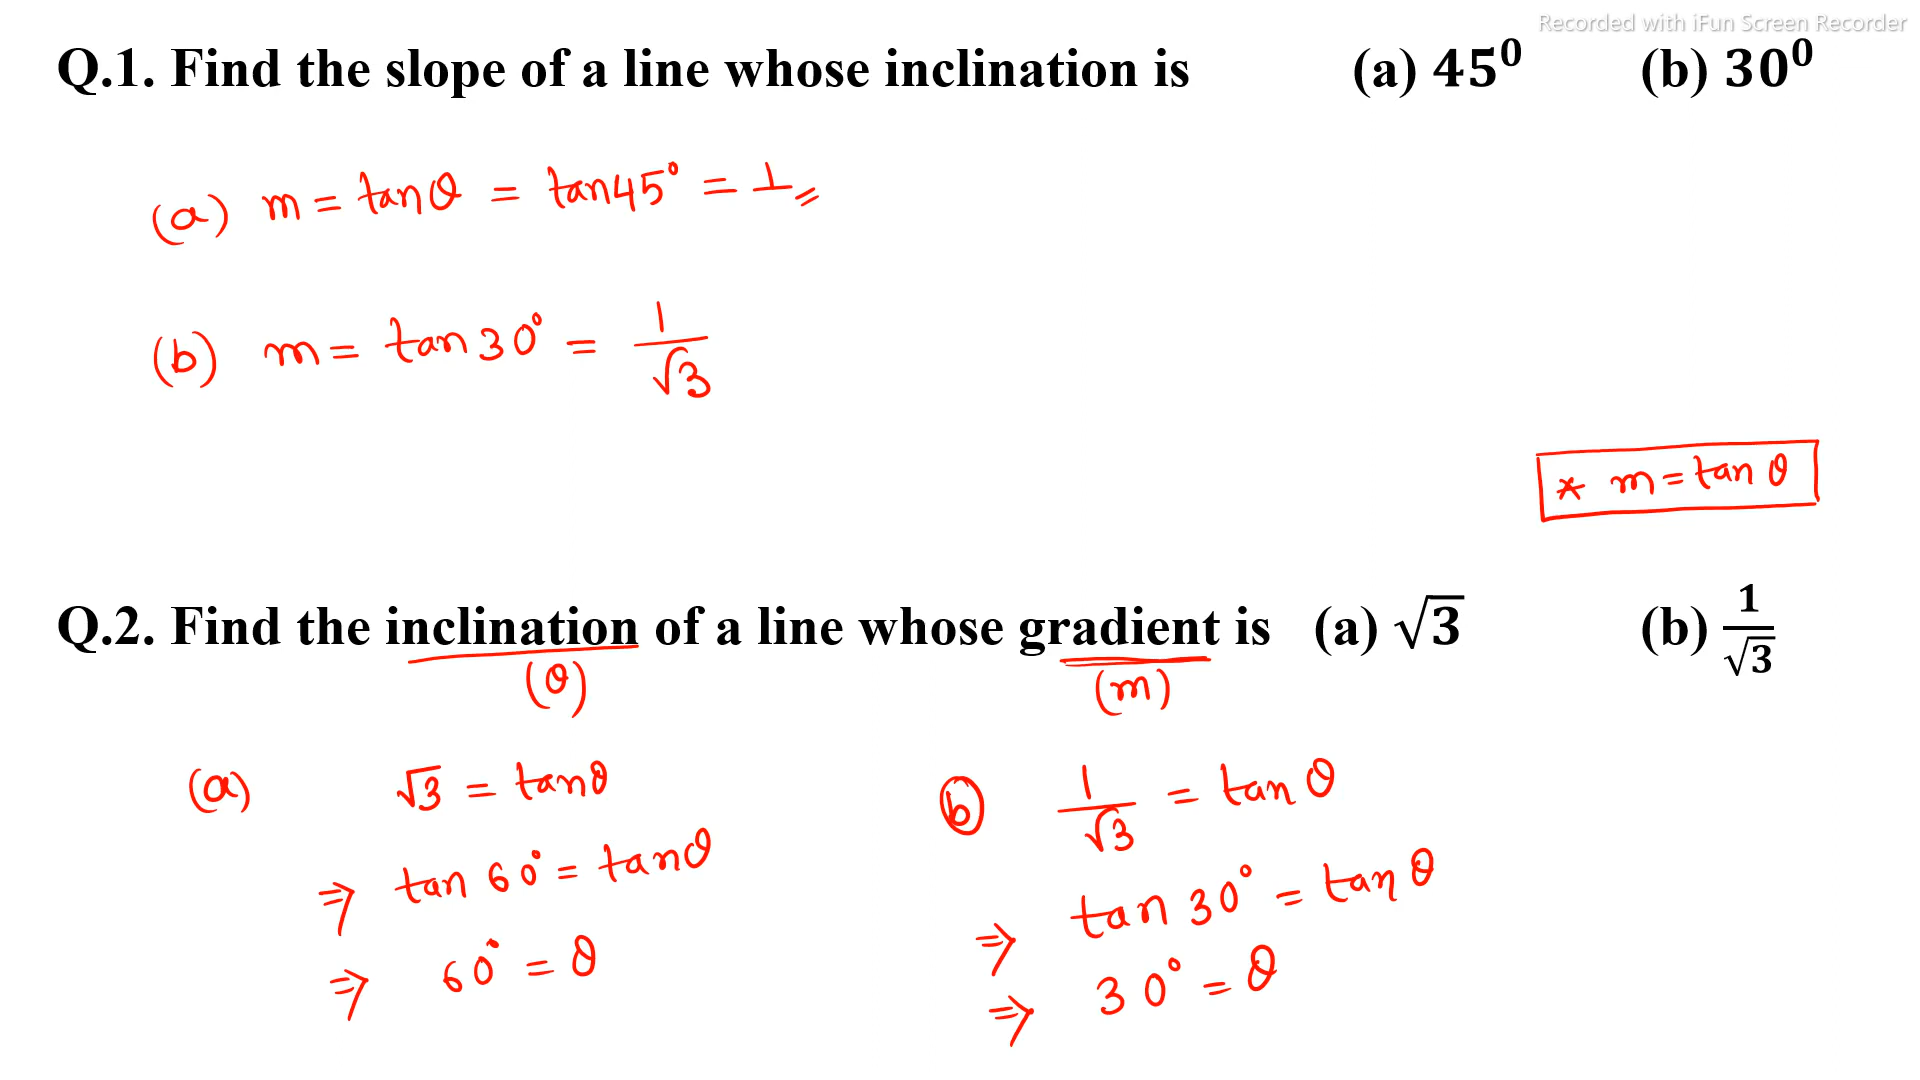 Recorded with iFun Screen Recorder
Q.1. Find the slope of a line whose inclination is (a) 45⁰ (b) 30⁰
(a) m = tanθ = tan45° = 1
(b) m = tan30° = 1/√3
* m = tan θ
Q.2. Find the inclination of a line whose gradient is (a) √3 (b) 1/√3
(θ) (m)
(a) √3 = tanθ
⇒ tan 60° = tanθ
⇒ 60° = θ
(b) 1/√3 = tan θ
⇒ tan 30° = tan θ
⇒ 30° = θ